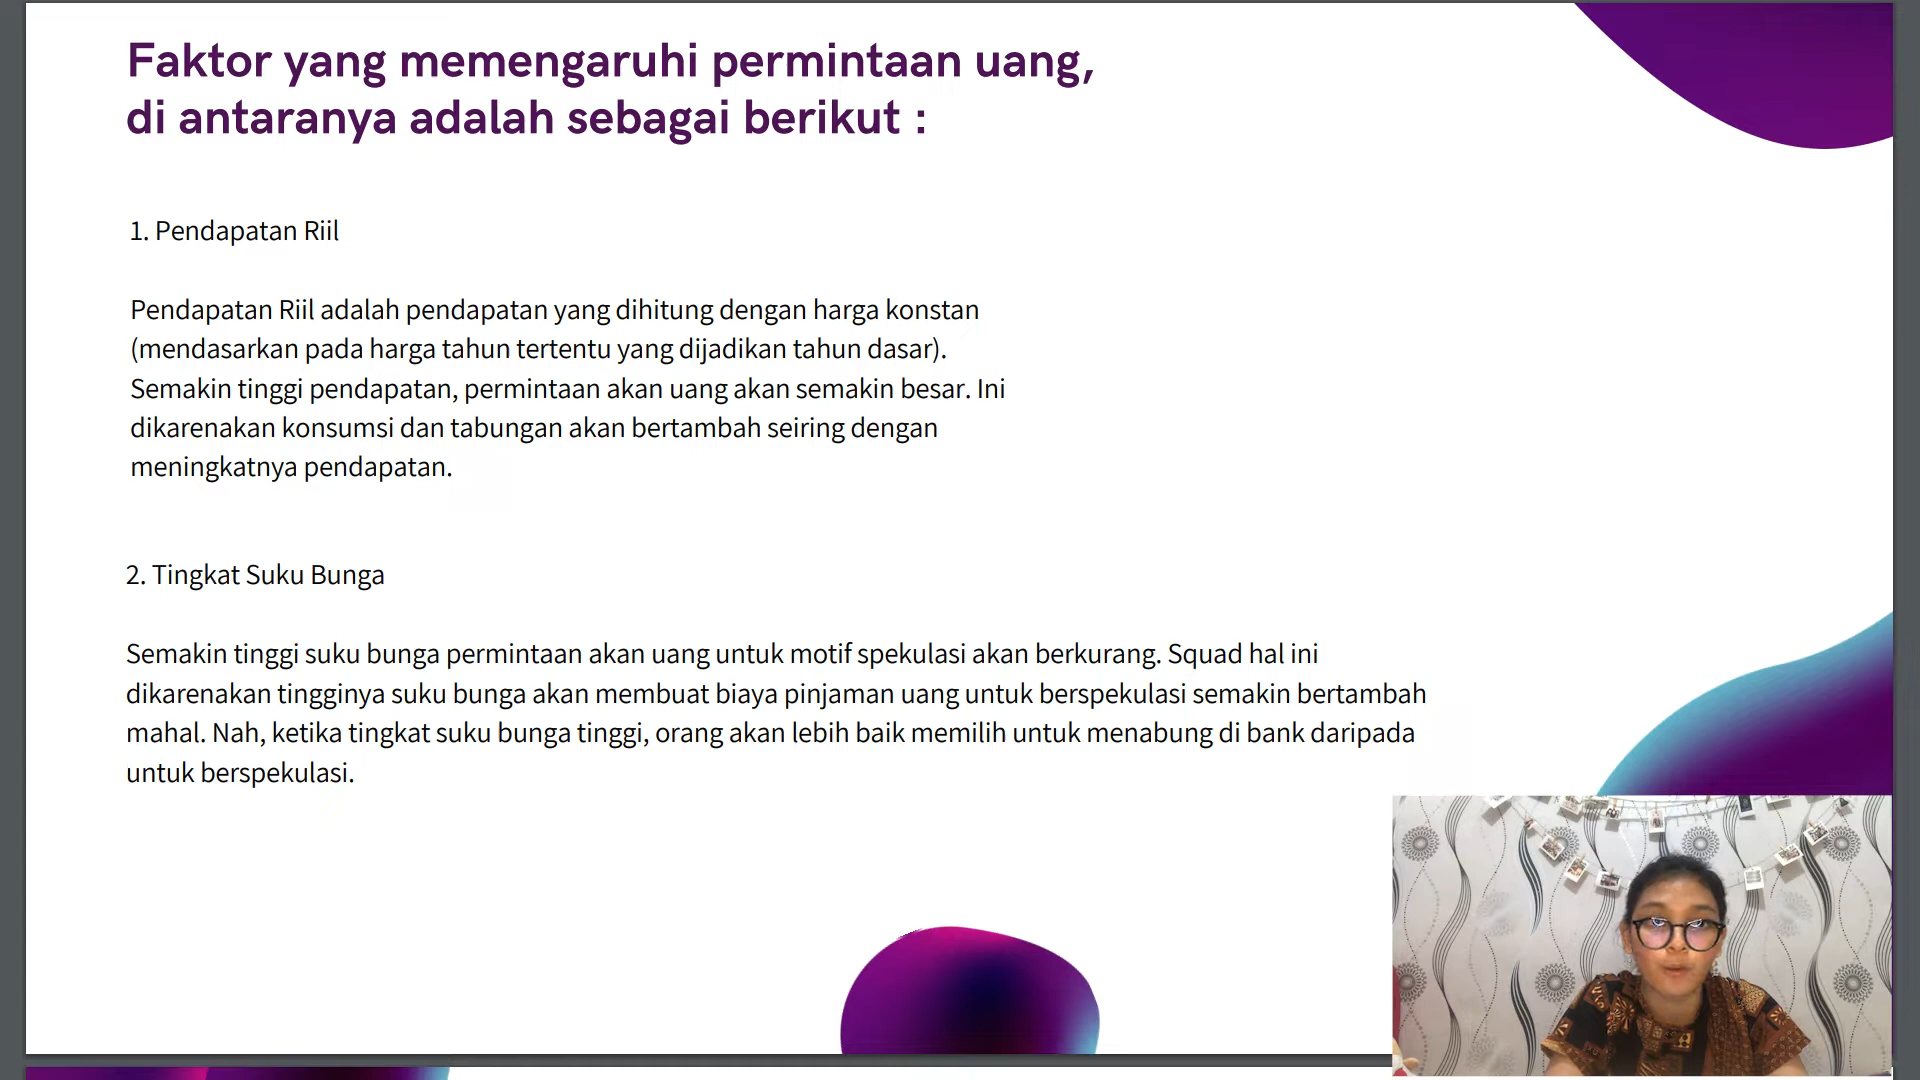 Faktor yang memengaruhi permintaan uang,
di antaranya adalah sebagai berikut :
1. Pendapatan Riil
Pendapatan Riil adalah pendapatan yang dihitung dengan harga konstan
(mendasarkan pada harga tahun tertentu yang dijadikan tahun dasar).
Semakin tinggi pendapatan, permintaan akan uang akan semakin besar. Ini
dikarenakan konsumsi dan tabungan akan bertambah seiring dengan
meningkatnya pendapatan.
2. Tingkat Suku Bunga
Semakin tinggi suku bunga permintaan akan uang untuk motif spekulasi akan berkurang. Squad hal ini
dikarenakan tingginya suku bunga akan membuat biaya pinjaman uang untuk berspekulasi semakin bertambah
mahal. Nah, ketika tingkat suku bunga tinggi, orang akan lebih baik memilih untuk menabung di bank daripada
untuk berspekulasi.